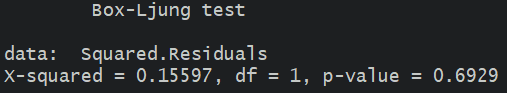 Box-Ljung test
data:  Squared.Residuals
X-squared = 0.15597, df = 1, p-value = 0.6929